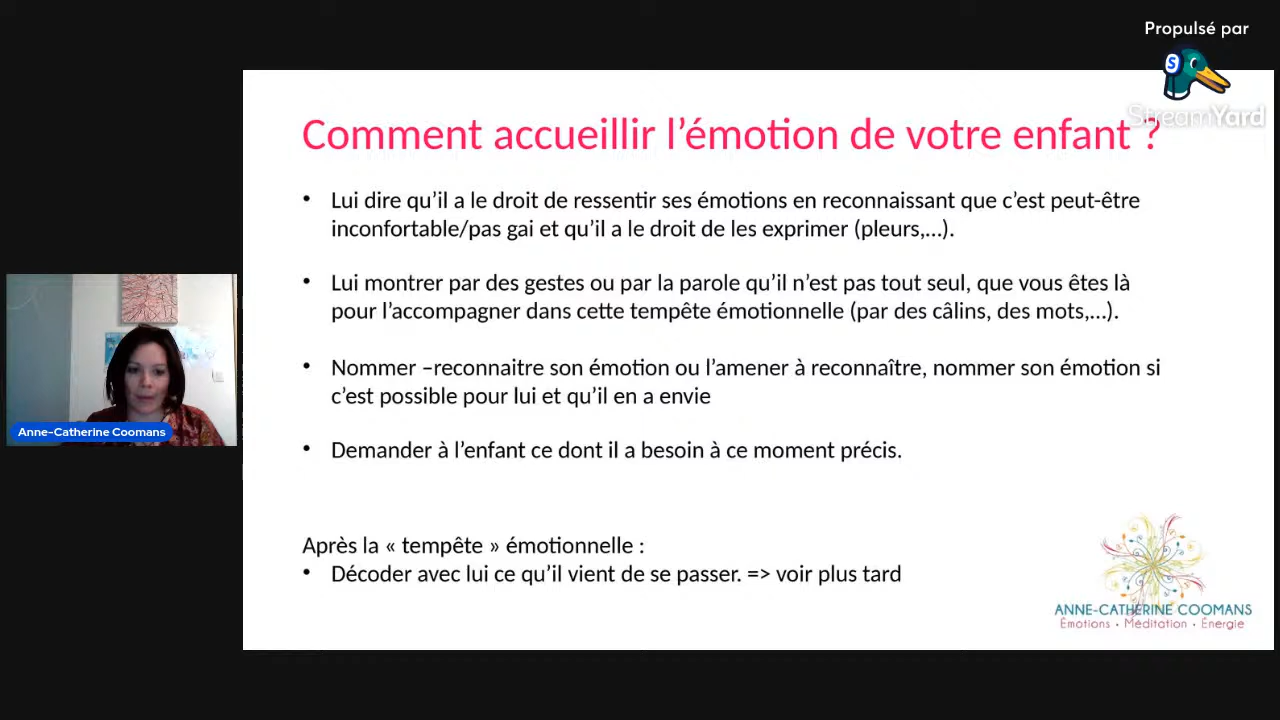 Propulsé par
S
StreamYard
Comment accueillir l’émotion de votre enfant ?
• Lui dire qu’il a le droit de ressentir ses émotions en reconnaissant que c’est peut-être
inconfortable/pas gai et qu’il a le droit de les exprimer (pleurs,…).
• Lui montrer par des gestes ou par la parole qu’il n’est pas tout seul, que vous êtes là
pour l’accompagner dans cette tempête émotionnelle (par des câlins, des mots,…).
• Nommer –reconnaitre son émotion ou l’amener à reconnaître, nommer son émotion si
c’est possible pour lui et qu’il en a envie
• Demander à l’enfant ce dont il a besoin à ce moment précis.
Anne-Catherine Coomans
Après la « tempête » émotionnelle :
• Décoder avec lui ce qu’il vient de se passer. => voir plus tard
ANNE-CATHERINE COOMANS
Émotions • Méditation • Énergie